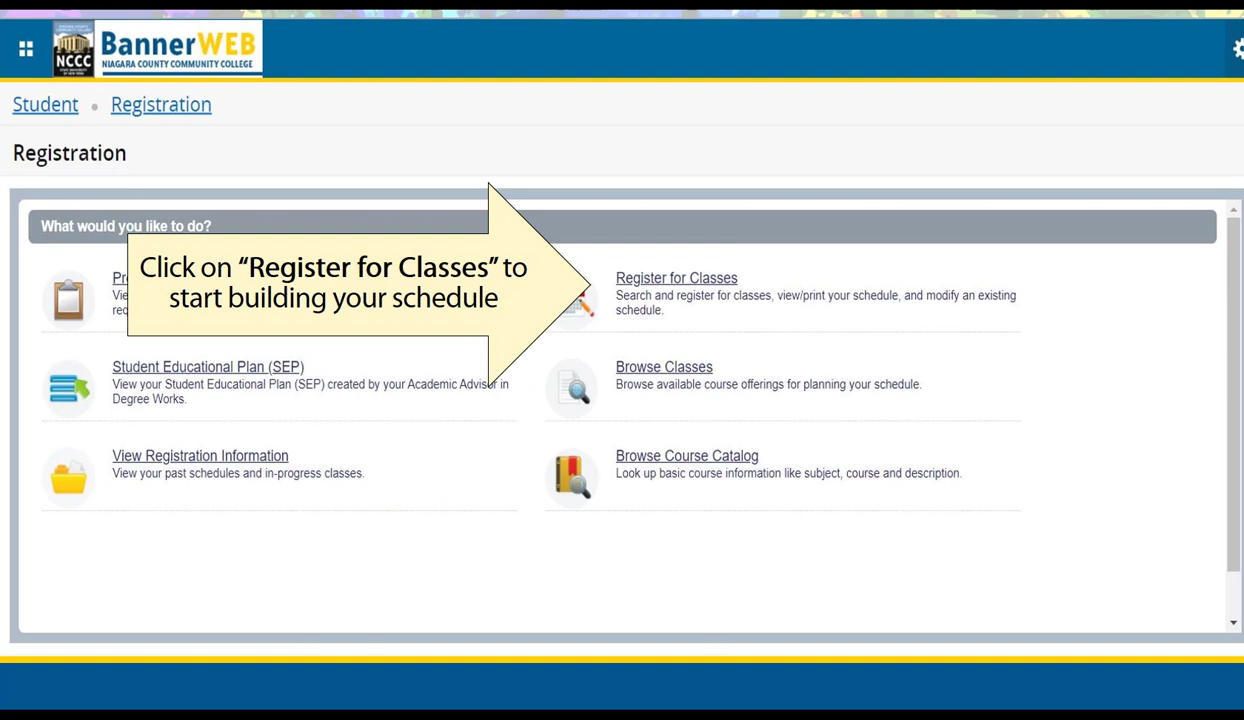 NCCC
BannerWEB
NIAGARA COUNTY COMMUNITY COLLEGE
Student • Registration
Registration
What would you like to do?
Click on “Register for Classes” to
start building your schedule
Register for Classes
Search and register for classes, view/print your schedule, and modify an existing
schedule.
Student Educational Plan (SEP)
View your Student Educational Plan (SEP) created by your Academic Advisor in
Degree Works.
Browse Classes
Browse available course offerings for planning your schedule.
View Registration Information
View your past schedules and in-progress classes.
Browse Course Catalog
Look up basic course information like subject, course and description.